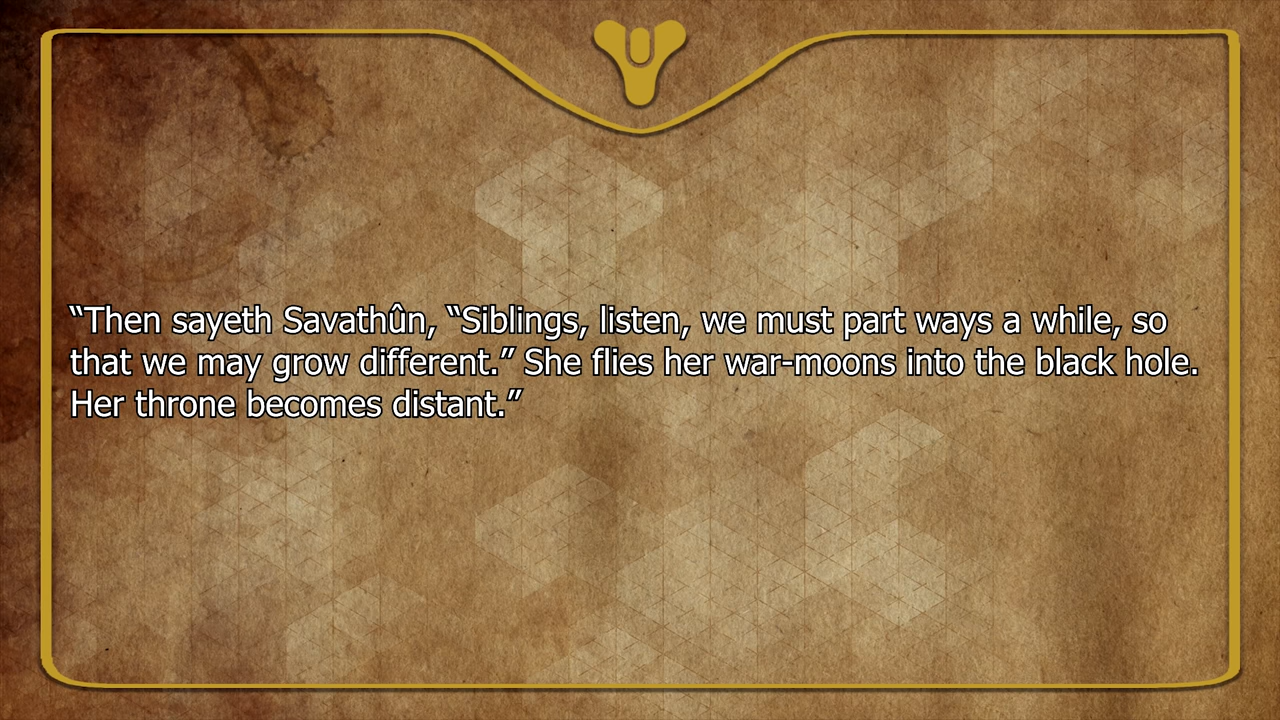 “Then sayeth Savathûn, “Siblings, listen, we must part ways a while, so
that we may grow different.” She flies her war-moons into the black hole.
Her throne becomes distant.”